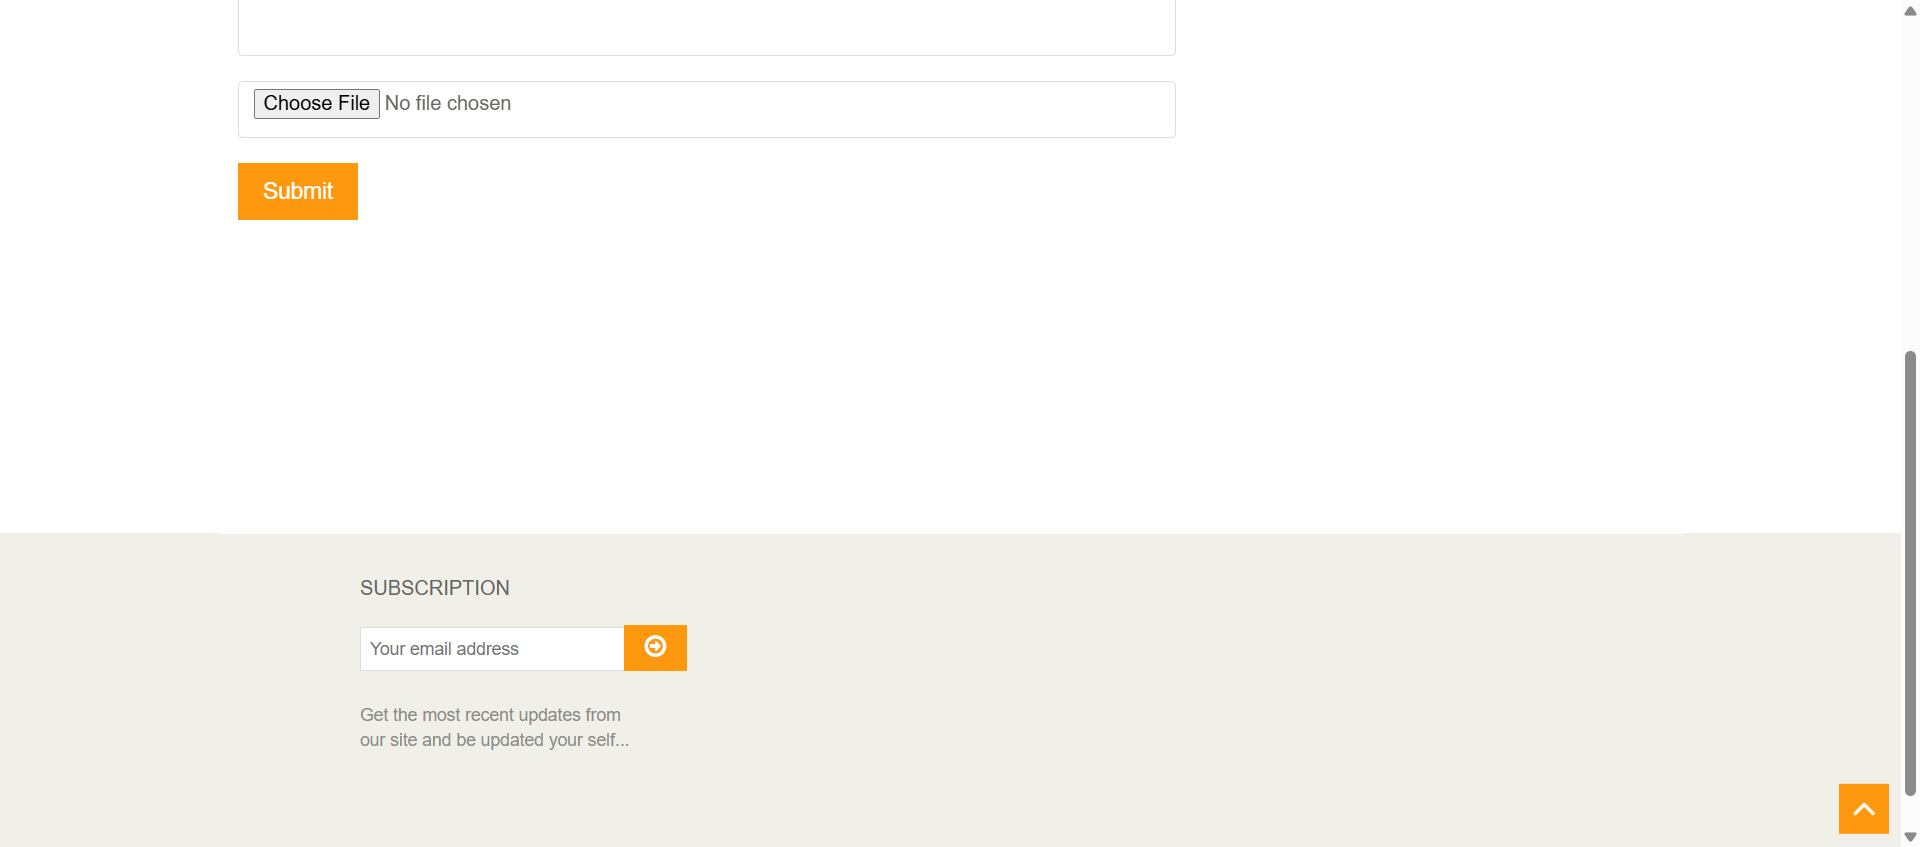 Choose File No file chosen
Submit
SUBSCRIPTION
Your email address
Get the most recent updates from
our site and be updated your self...